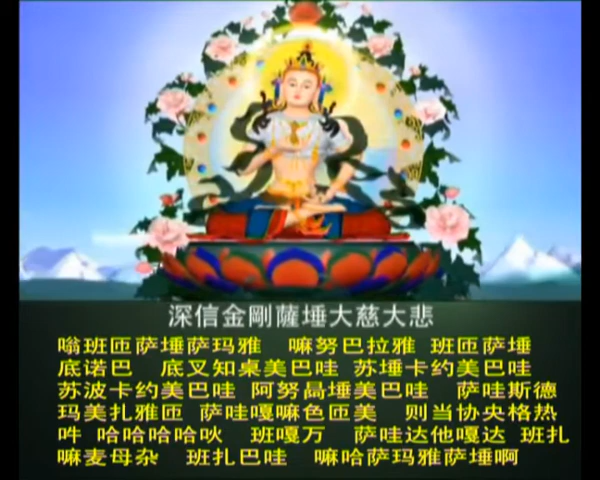 深信金剛薩埵大慈大悲
嗡班匝萨埵萨玛雅 嘛努巴拉雅 班匝萨埵
底诺巴 底叉知桌美巴哇 苏埵卡约美巴哇
苏波卡约美巴哇 阿努晑埵美巴哇 萨哇斯德
玛美扎雅匝 萨哇嘎嘛色匝美 则当协央格热
吽 哈哈哈哈吙 班嘎万 萨哇达他嘎达 班扎
嘛麦母杂 班扎巴哇 嘛哈萨玛雅萨埵啊